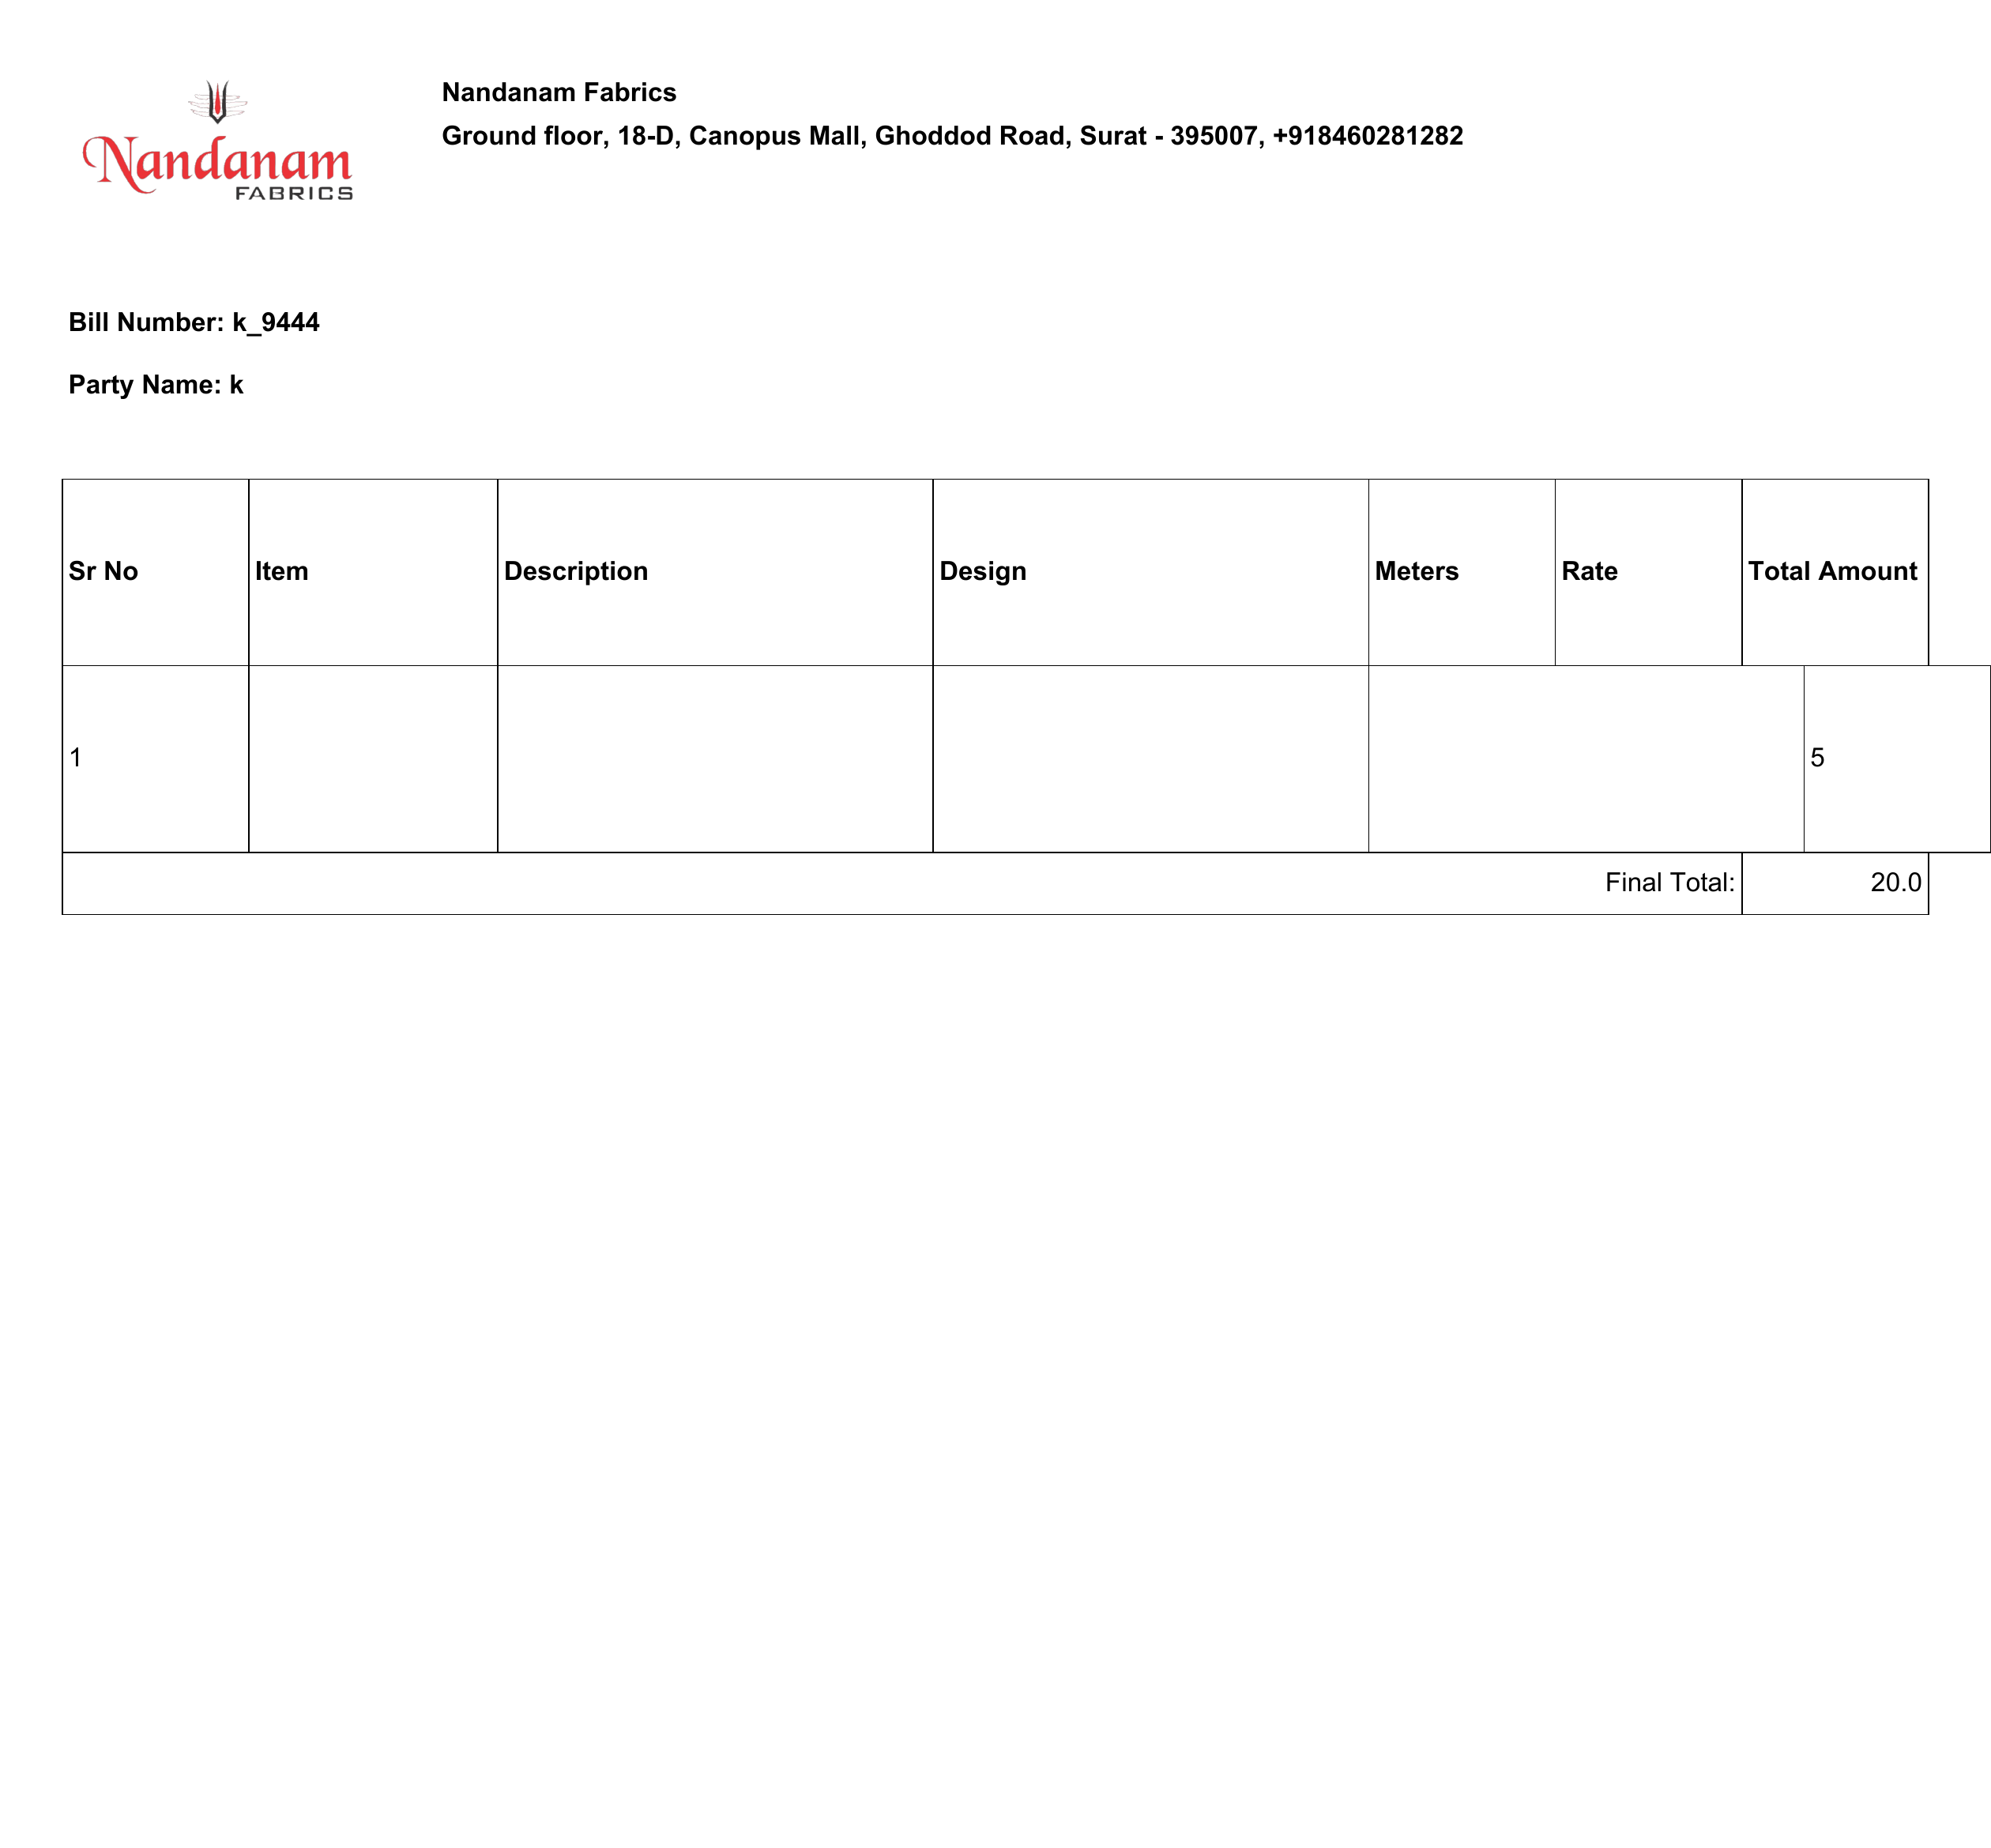 Nandanam
FABRICS
Nandanam Fabrics
Ground floor, 18-D, Canopus Mall, Ghoddod Road, Surat - 395007, +918460281282
Bill Number: k_9444
Party Name: k
Sr No Item Description Design Meters Rate Total Amount
1 5
Final Total: 20.0